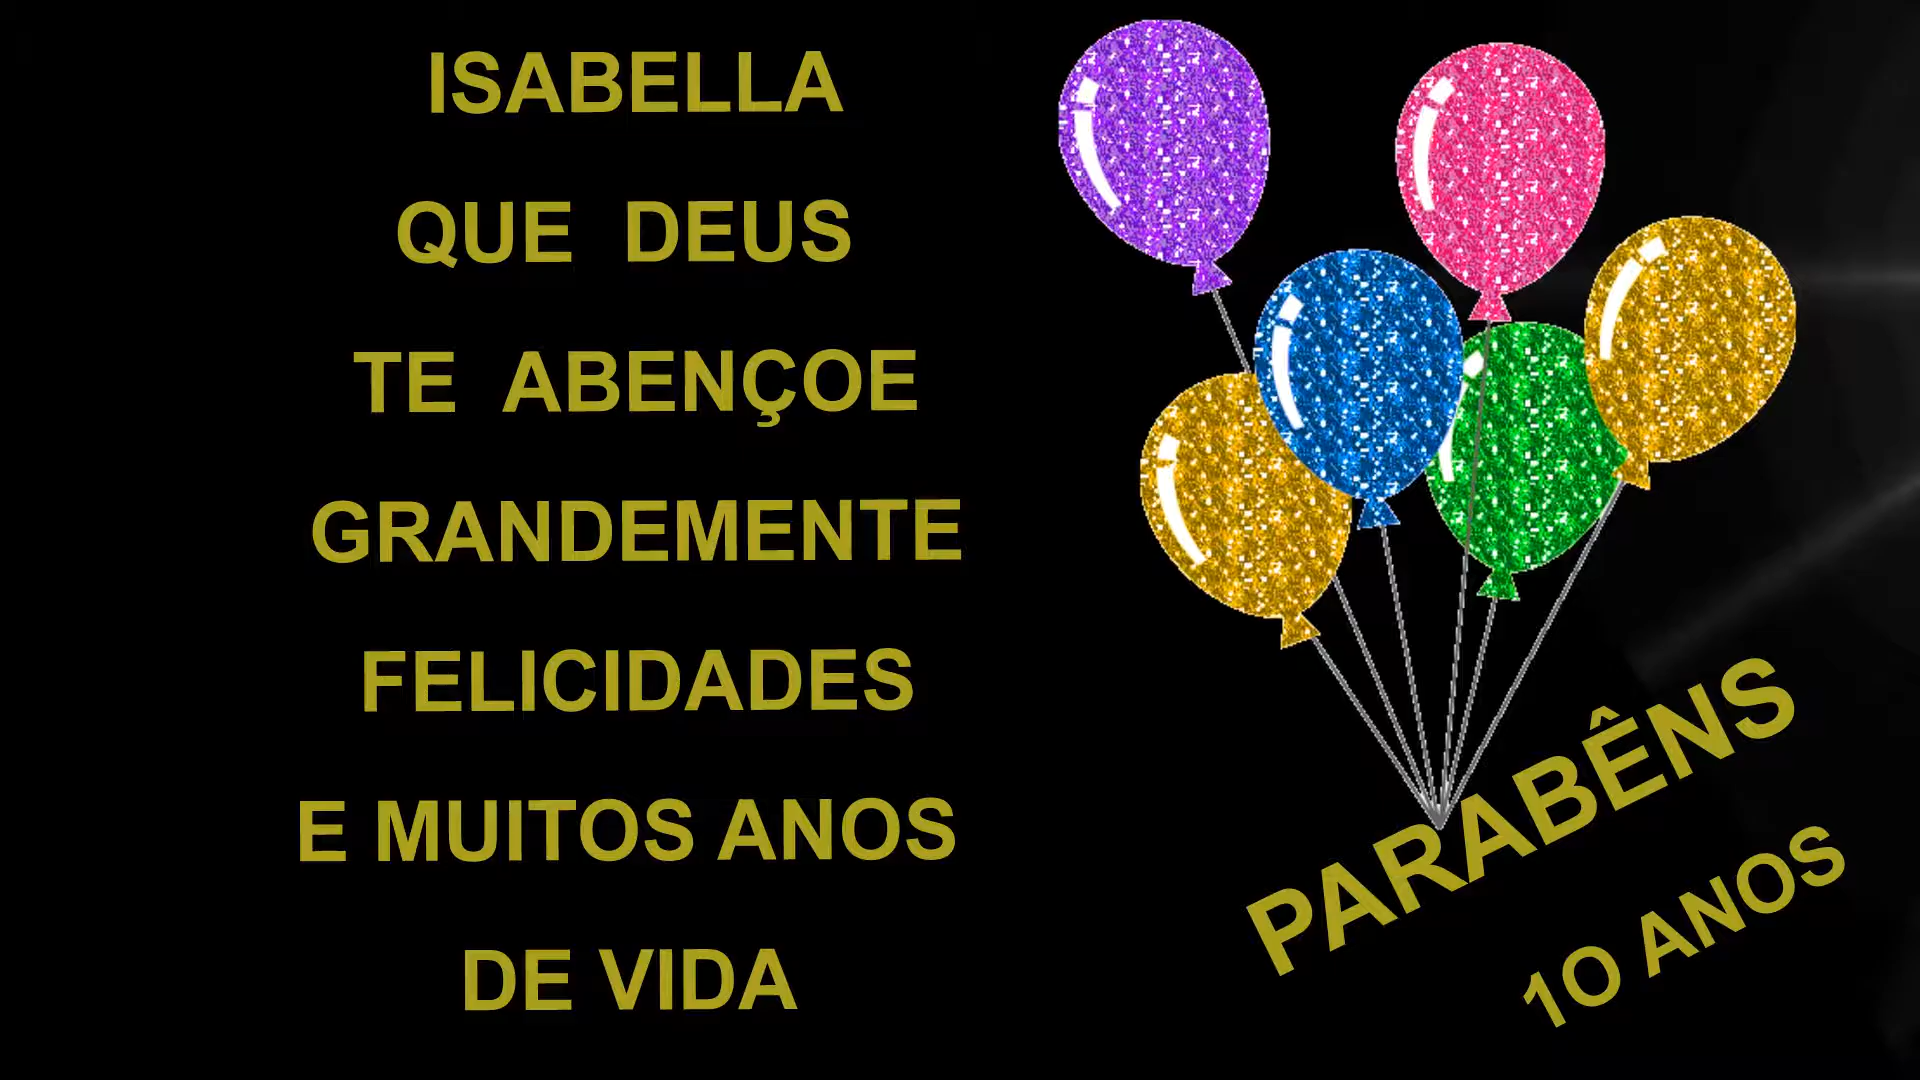 ISABELLA
QUE DEUS
TE ABENÇOE
GRANDEMENTE
FELICIDADES
E MUITOS ANOS
DE VIDA
PARABÊNS
1O ANOS